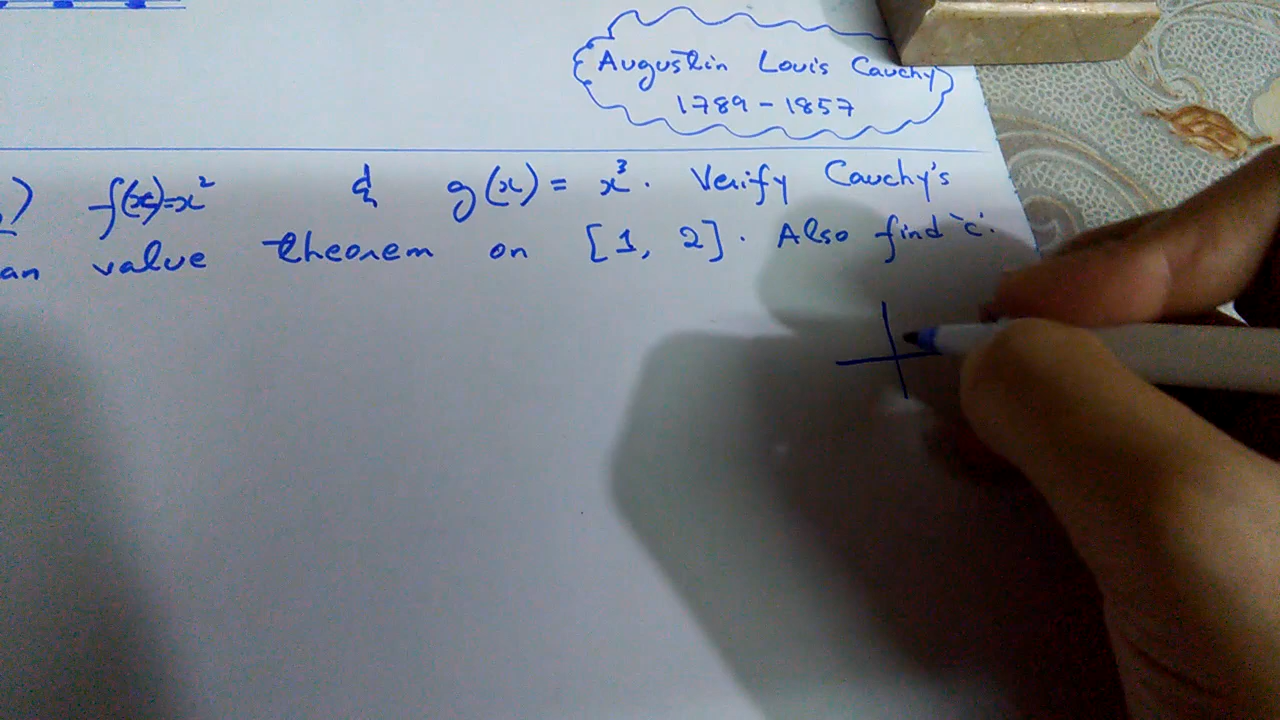 Augustin Louis Cauchy
1789 - 1857
) f(x)=x² & g(x) = x³. Verify Cauchy's
an value theorem on [1, 2]. Also find 'c'.